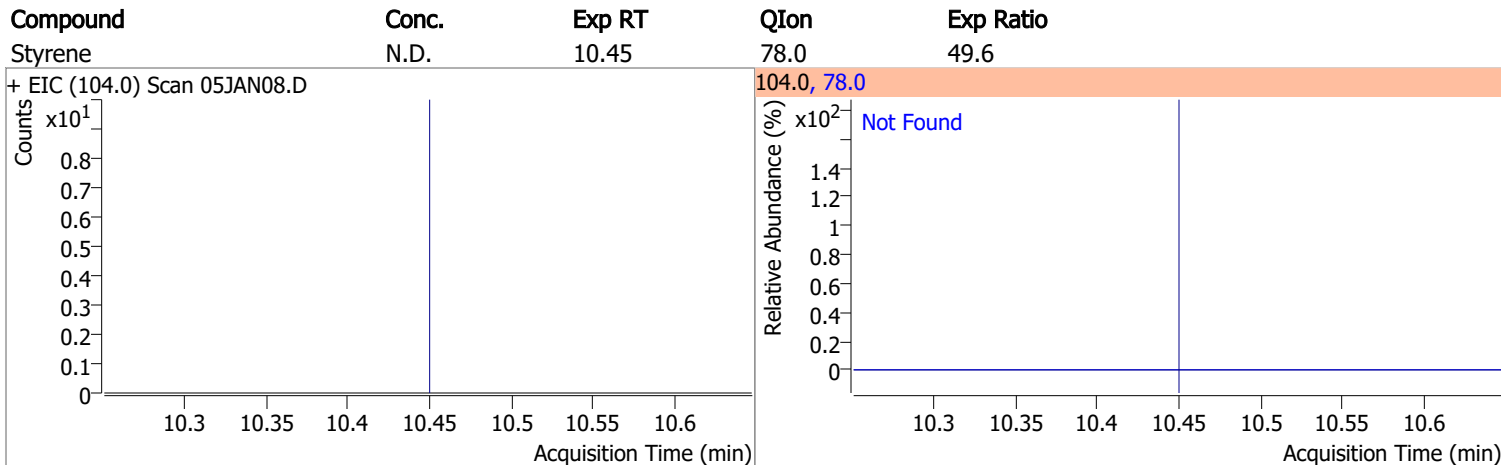 Compound Conc. Exp RT QIon Exp Ratio
Styrene N.D. 10.45 78.0 49.6
+ EIC (104.0) Scan 05JAN08.D
Counts
x10¹
0.8
0.7
0.6
0.5
0.4
0.3
0.2
0.1
0
10.3 10.35 10.4 10.45 10.5 10.55 10.6
Acquisition Time (min)
104.0, 78.0
Relative Abundance (%)
x10²
Not Found
1.4
1.2
1
0.8
0.6
0.4
0.2
0
10.3 10.35 10.4 10.45 10.5 10.55 10.6
Acquisition Time (min)